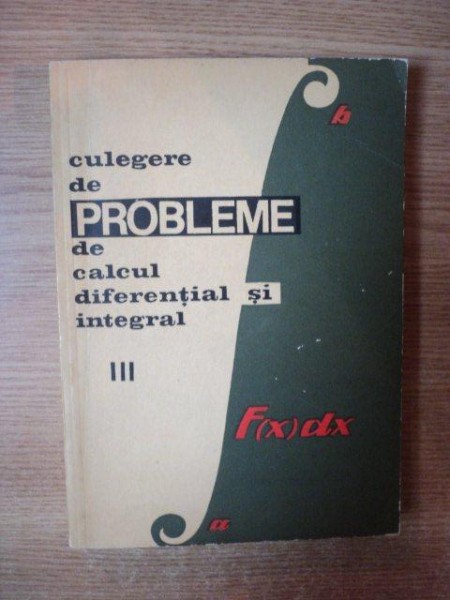 culegere
de
PROBLEME
de
calcul
diferențial și
integral
III
b
F(x)dx
a